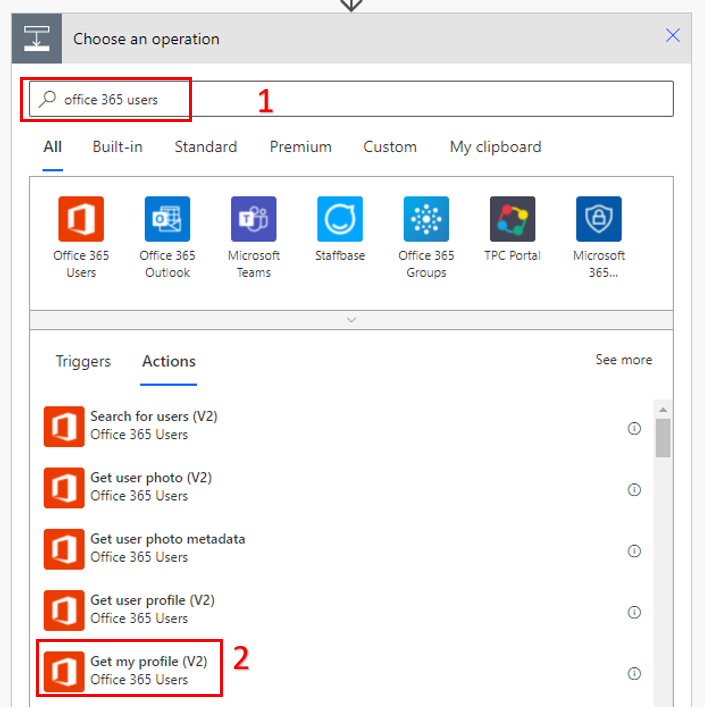 Choose an operation
office 365 users
1
All Built-in Standard Premium Custom My clipboard
Office 365 Users
Office 365 Outlook
Microsoft Teams
Staffbase
Office 365 Groups
TPC Portal
Microsoft 365...
Triggers Actions See more
Search for users (V2)
Office 365 Users
Get user photo (V2)
Office 365 Users
Get user photo metadata
Office 365 Users
Get user profile (V2)
Office 365 Users
Get my profile (V2)
2
Office 365 Users